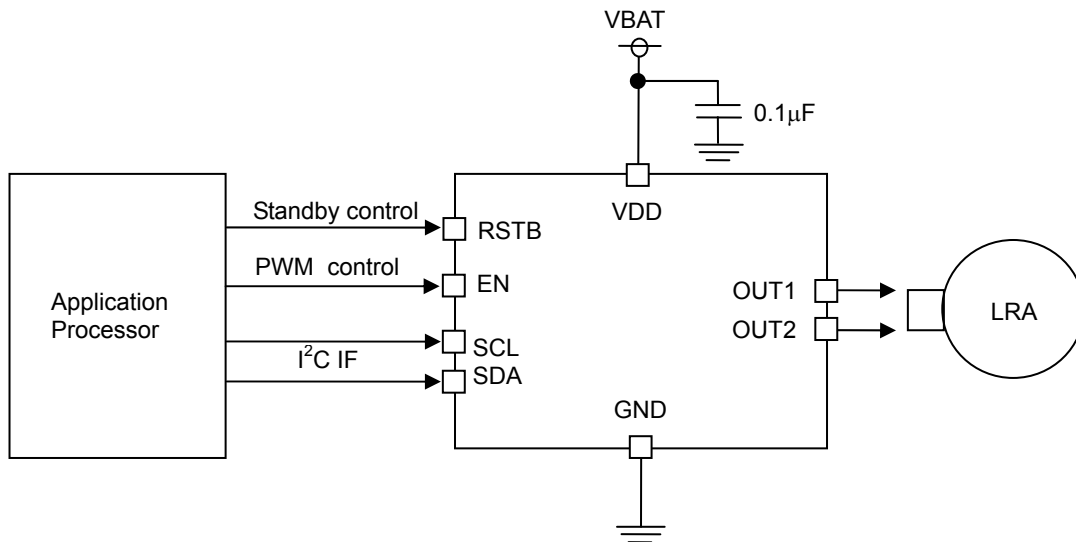 VBAT
0.1μF
VDD
Standby control
RSTB
PWM control
EN
Application
Processor
I²C IF
SCL
SDA
OUT1
OUT2
LRA
GND